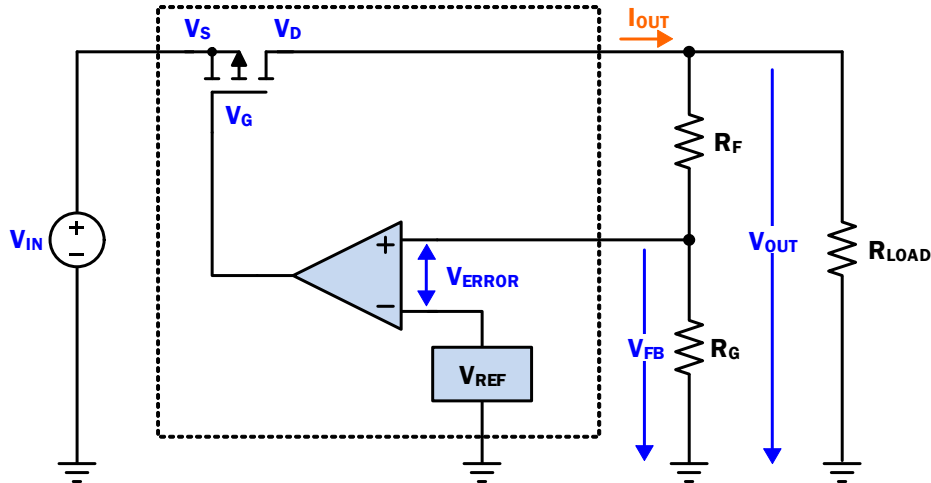 IOUT
VS
VD
VG
RF
VIN
+
−
+
−
VERROR
VOUT
RLOAD
VREF
VFB
RG